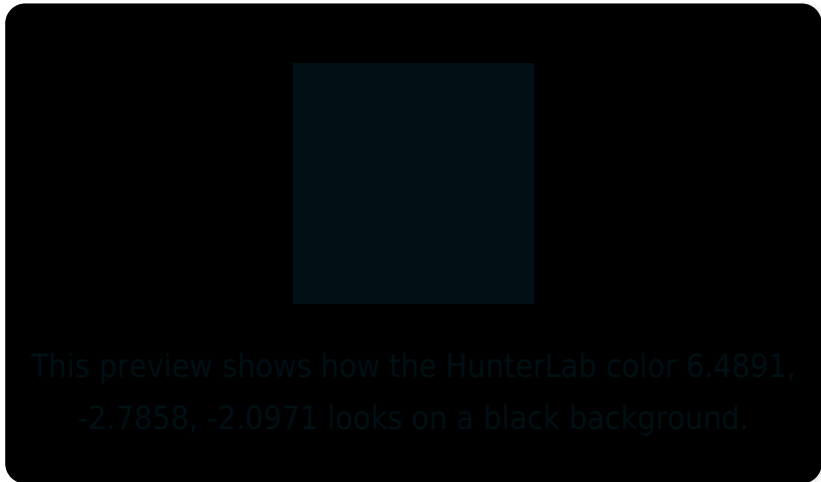 This preview shows how the HunterLab color 6.4891,
-2.7858, -2.0971 looks on a black background.